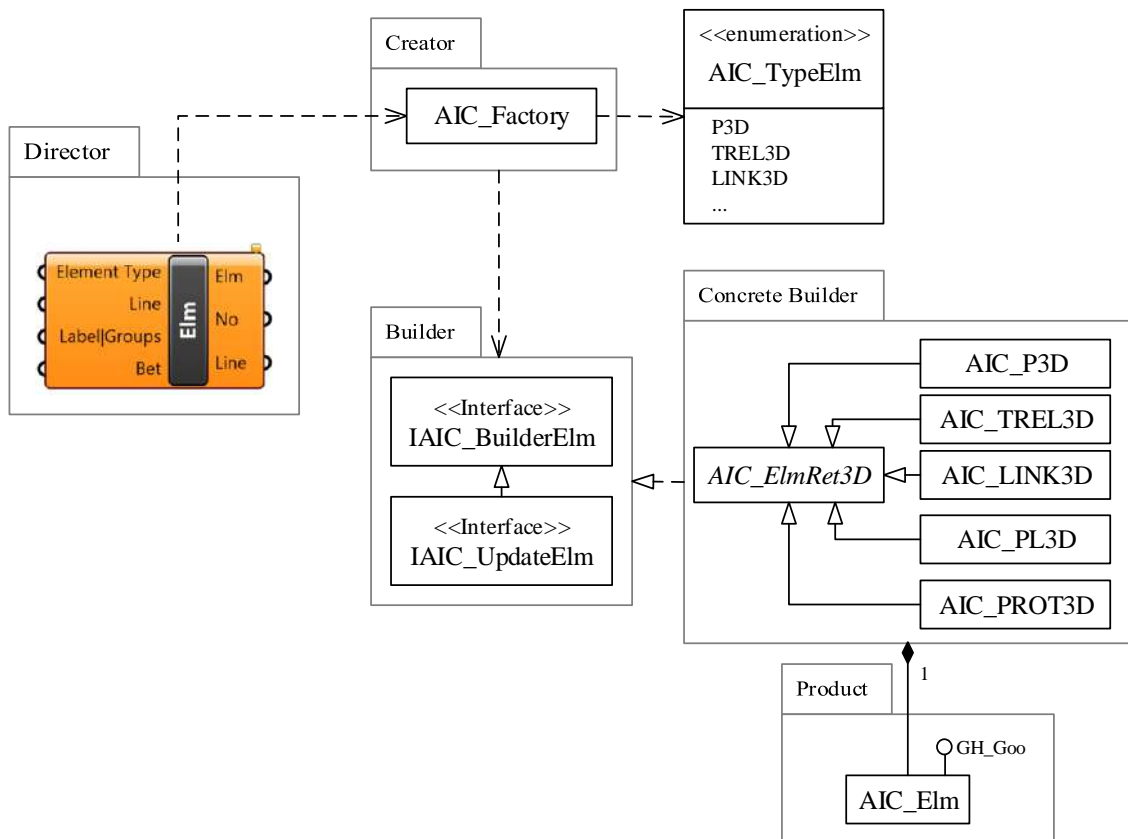 Creator
AIC_Factory
<<enumeration>>
AIC_TypeElm
P3D
TREL3D
LINK3D
...
Director
Element Type
Line
Label|Groups
Bet
Elm
Elm
No
Line
Builder
<<Interface>>
IAIC_BuilderElm
<<Interface>>
IAIC_UpdateElm
Concrete Builder
AIC_ElmRet3D
AIC_P3D
AIC_TREL3D
AIC_LINK3D
AIC_PL3D
AIC_PROT3D
1
Product
GH_Goo
AIC_Elm